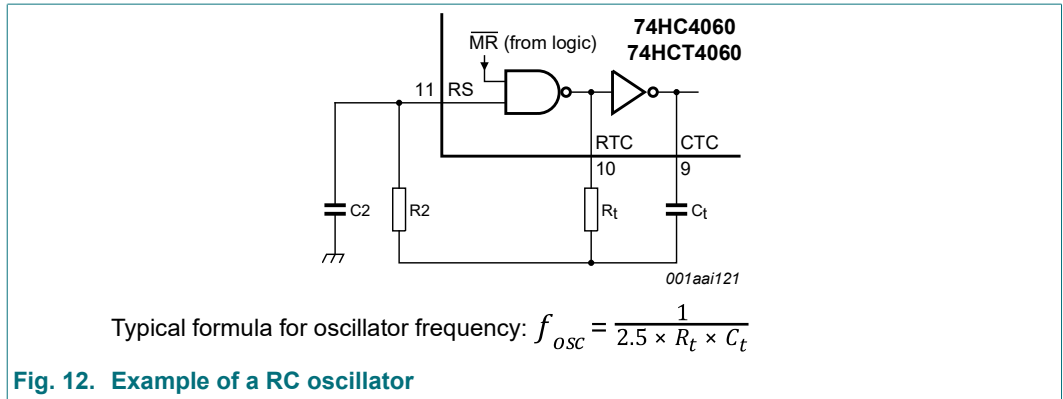 74HC4060
74HCT4060
MR (from logic)
11 RS
RTC CTC
10 9
C2 R2 Rt Ct
001aai121
Typical formula for oscillator frequency: fosc = 1 / 2.5 × Rt × Ct
Fig. 12. Example of a RC oscillator